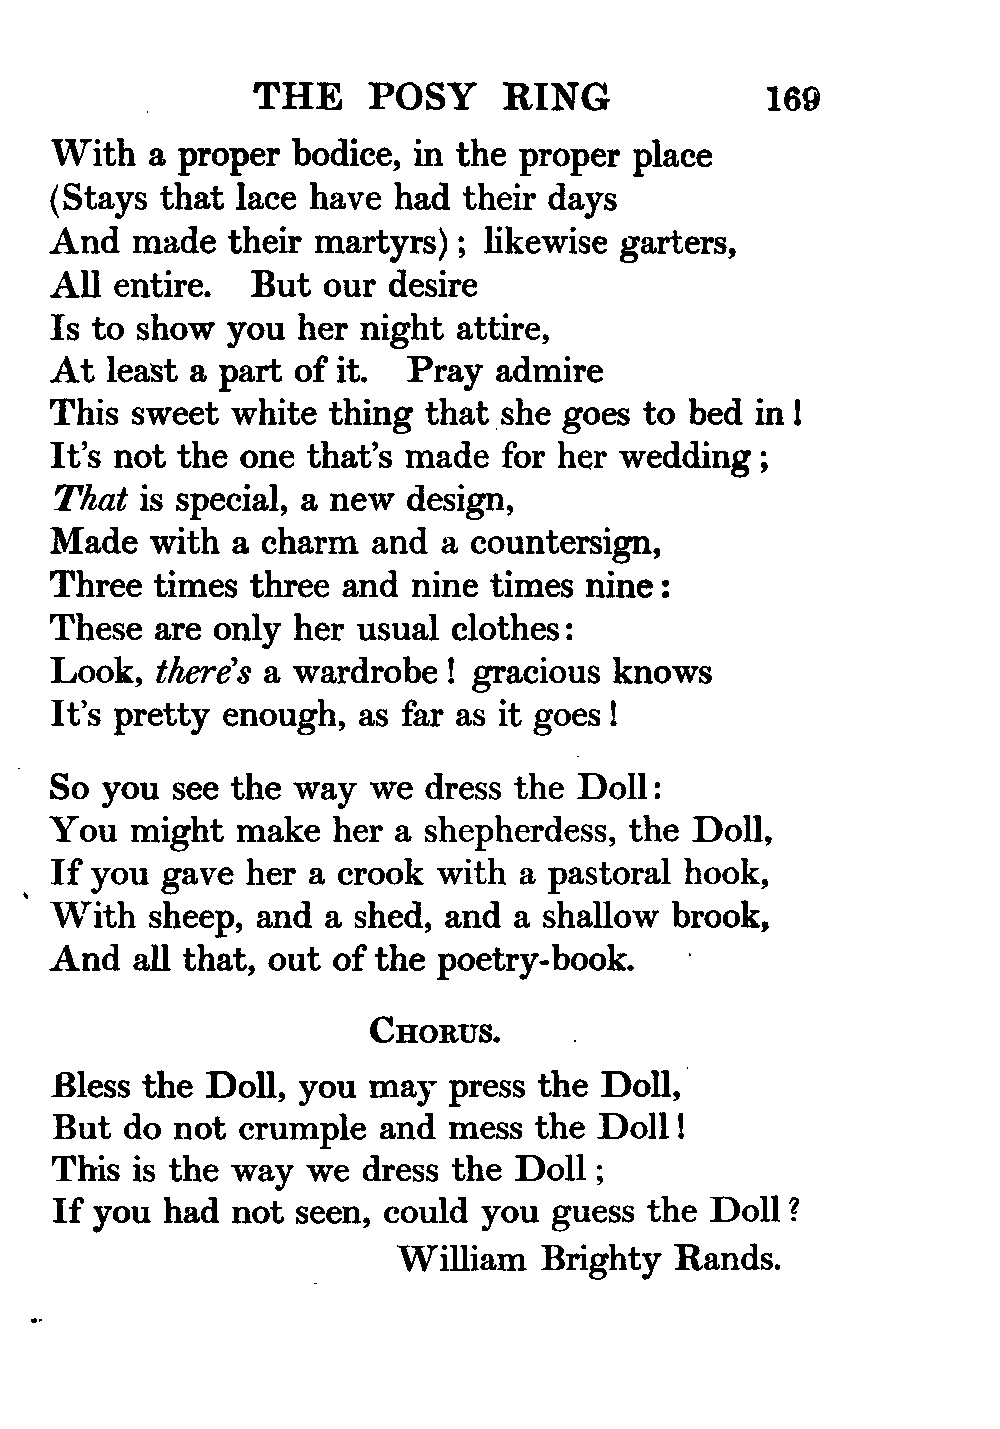 THE POSY RING 169
With a proper bodice, in the proper place
(Stays that lace have had their days
And made their martyrs) ; likewise garters,
All entire. But our desire
Is to show you her night attire,
At least a part of it. Pray admire
This sweet white thing that she goes to bed in !
It's not the one that's made for her wedding ;
That is special, a new design,
Made with a charm and a countersign,
Three times three and nine times nine :
These are only her usual clothes :
Look, there's a wardrobe ! gracious knows
It's pretty enough, as far as it goes !
So you see the way we dress the Doll :
You might make her a shepherdess, the Doll,
If you gave her a crook with a pastoral hook,
With sheep, and a shed, and a shallow brook,
And all that, out of the poetry-book.
CHORUS.
Bless the Doll, you may press the Doll,
But do not crumple and mess the Doll !
This is the way we dress the Doll ;
If you had not seen, could you guess the Doll ?
William Brighty Rands.